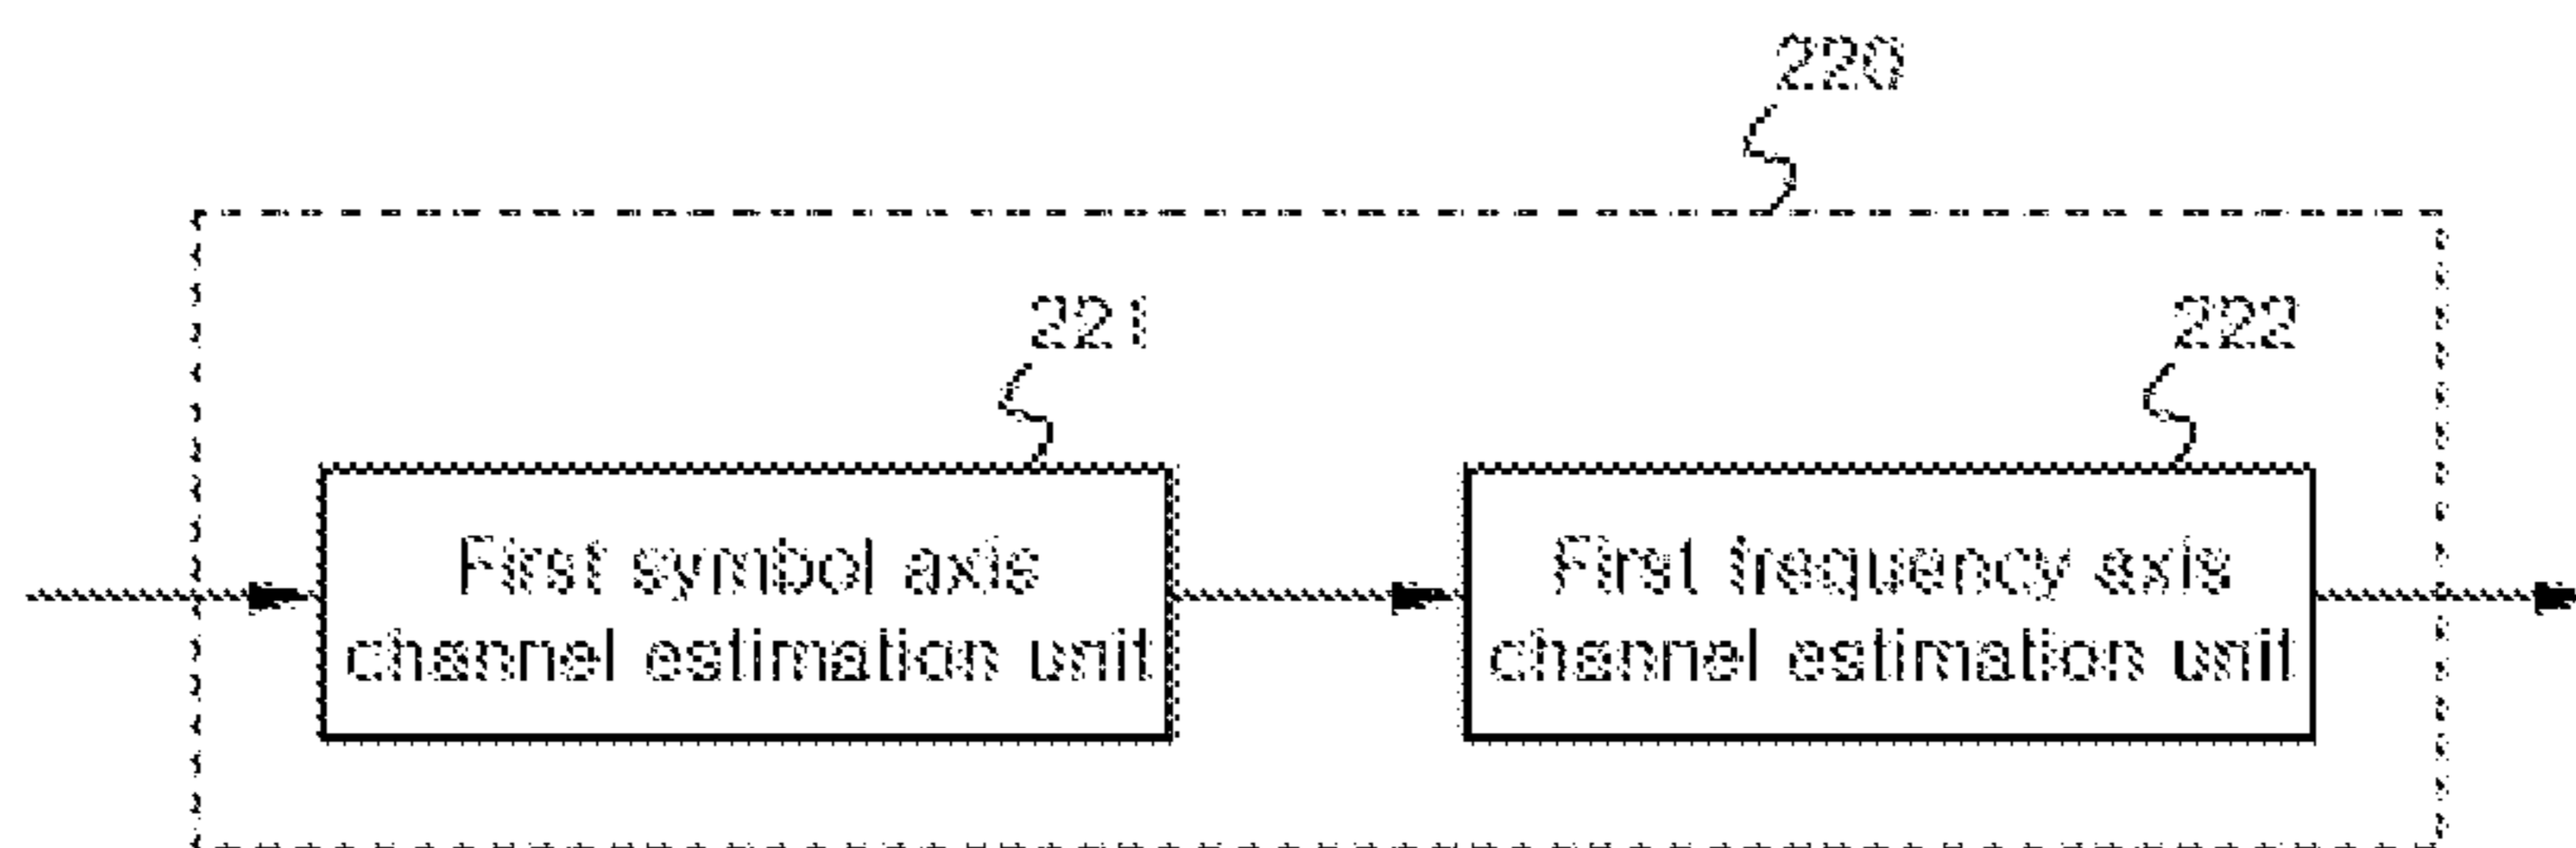 220
221
222
First symbol axis
channel estimation unit
First frequency axis
channel estimation unit